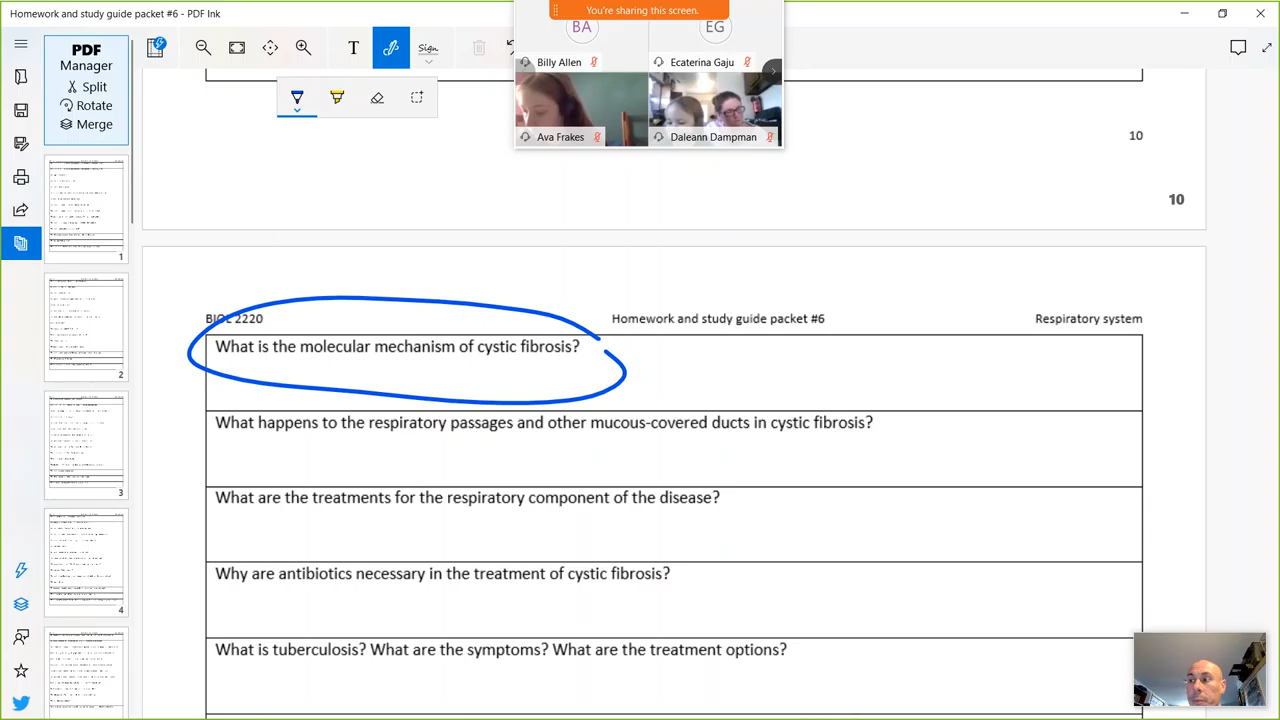 Homework and study guide packet #6 - PDF Ink
You're sharing this screen.
PDF
Manager
Split
Rotate
Merge
T
Sign
BA
EG
Billy Allen
Ecaterina Gaju
Ava Frakes
Daleann Dampman
10
10
1
2
3
4
BIOL 2220
Homework and study guide packet #6
Respiratory system
What is the molecular mechanism of cystic fibrosis?
What happens to the respiratory passages and other mucous-covered ducts in cystic fibrosis?
What are the treatments for the respiratory component of the disease?
Why are antibiotics necessary in the treatment of cystic fibrosis?
What is tuberculosis? What are the symptoms? What are the treatment options?